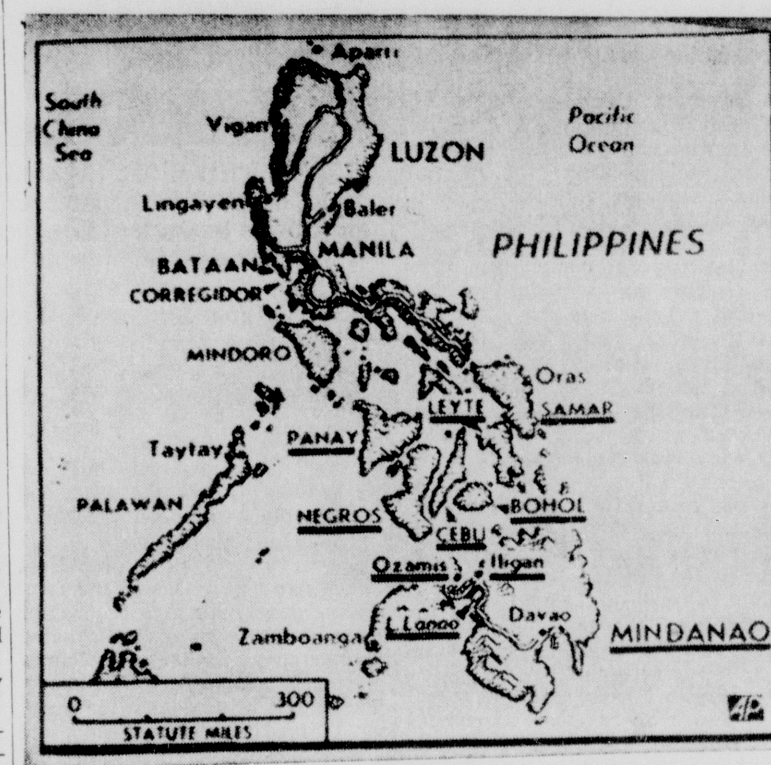 Aparri
South
China
Sea
Vigan
Pacific
Ocean
LUZON
Lingayen
Baler
PHILIPPINES
MANILA
BATAAN
CORREGIDOR
MINDORO
Oras
LEYTE
SAMAR
PANAY
Taytay
PALAWAN
NEGROS
BOHOL
CEBU
Ozamis
Iligan
L. Lanao
Davao
Zamboanga
MINDANAO
0 300
STATUTE MILES